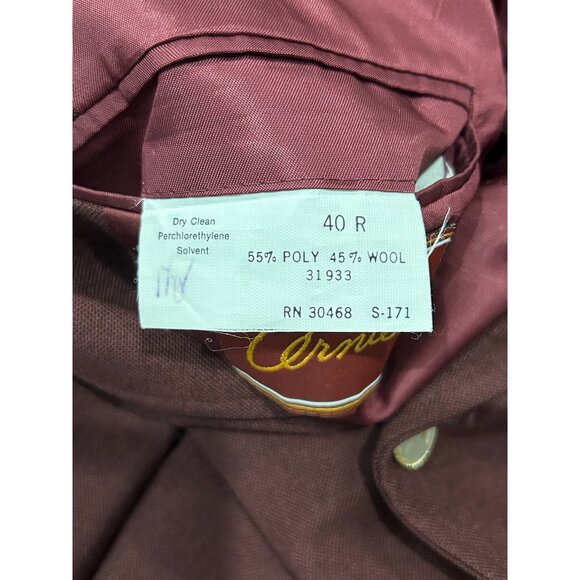 Dry Clean
Perchlorethylene
Solvent
40 R
55% POLY 45% WOOL
31933
RN 30468 S-171